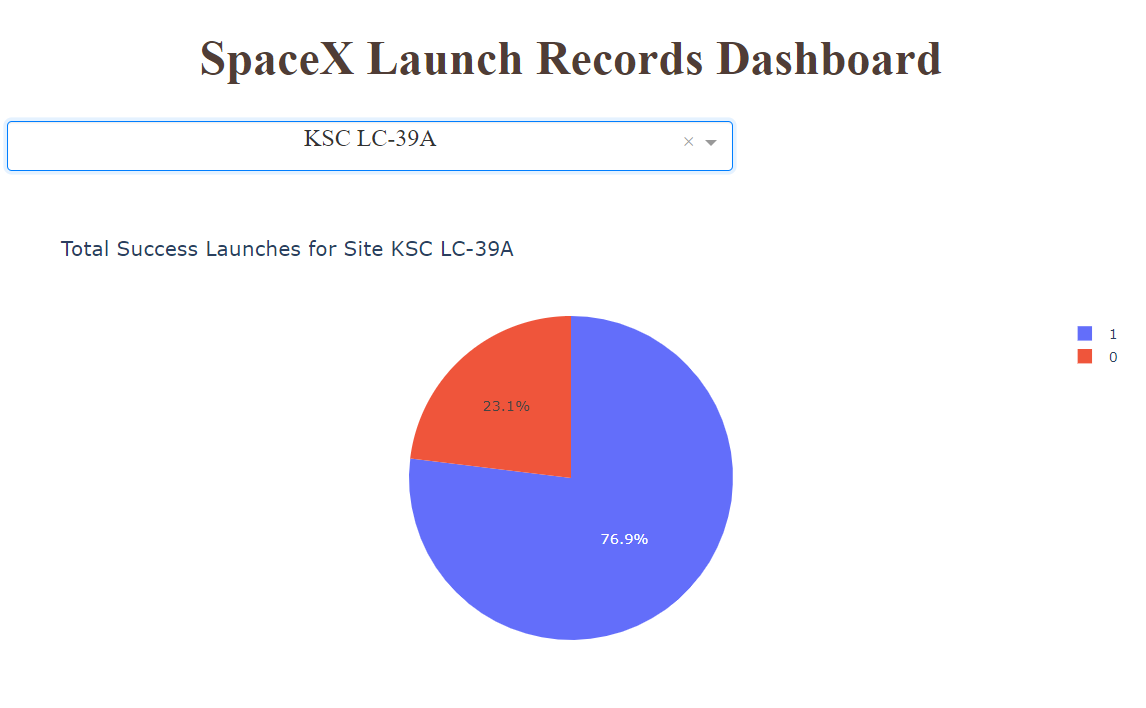 SpaceX Launch Records Dashboard
KSC LC-39A ×
Total Success Launches for Site KSC LC-39A
1
0
23.1%
76.9%